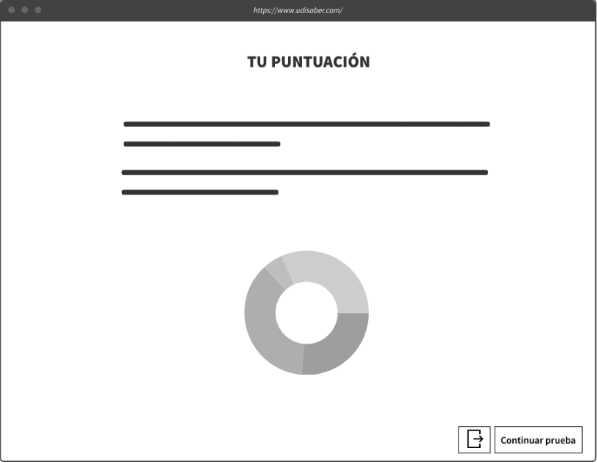 https://www.udisaber.com/
TU PUNTUACIÓN
Continuar prueba